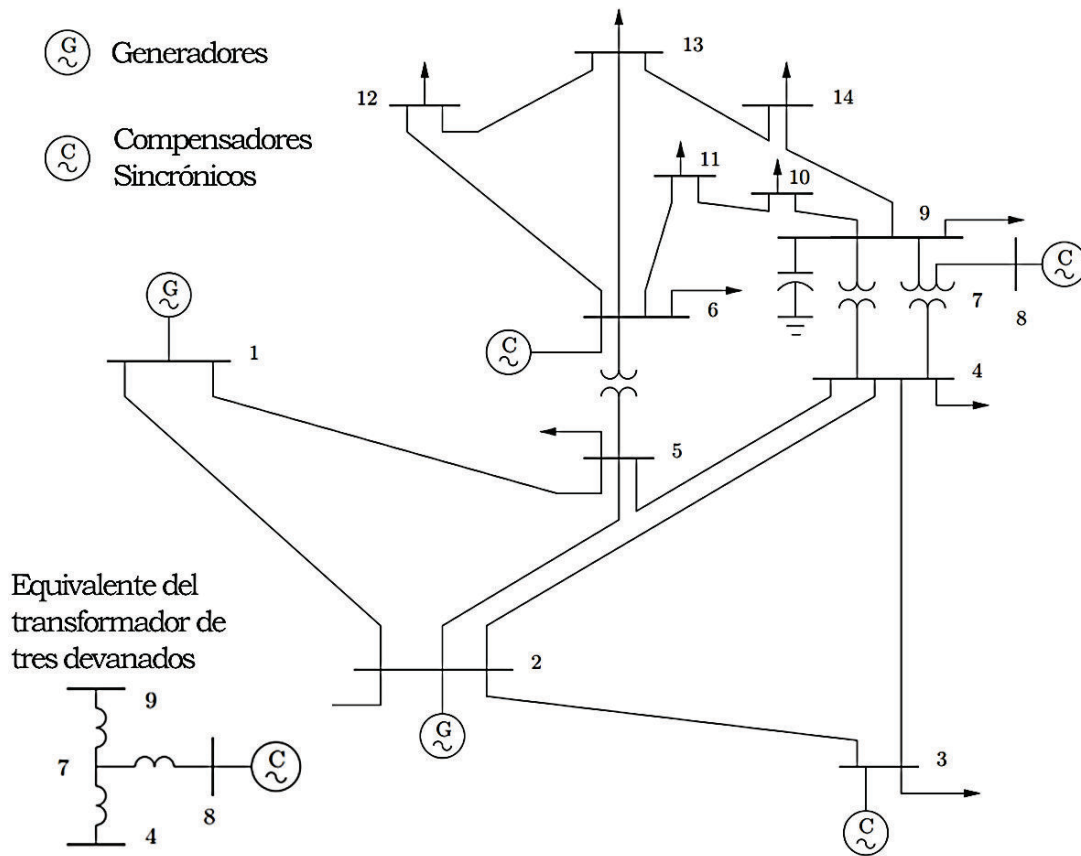 G
Generadores
C
Compensadores
Sincrónicos
13
12
14
11
10
9
G
C
7
8
6
C
1
4
5
Equivalente del
transformador de
tres devanados
2
9
G
C
7
3
8
4
C